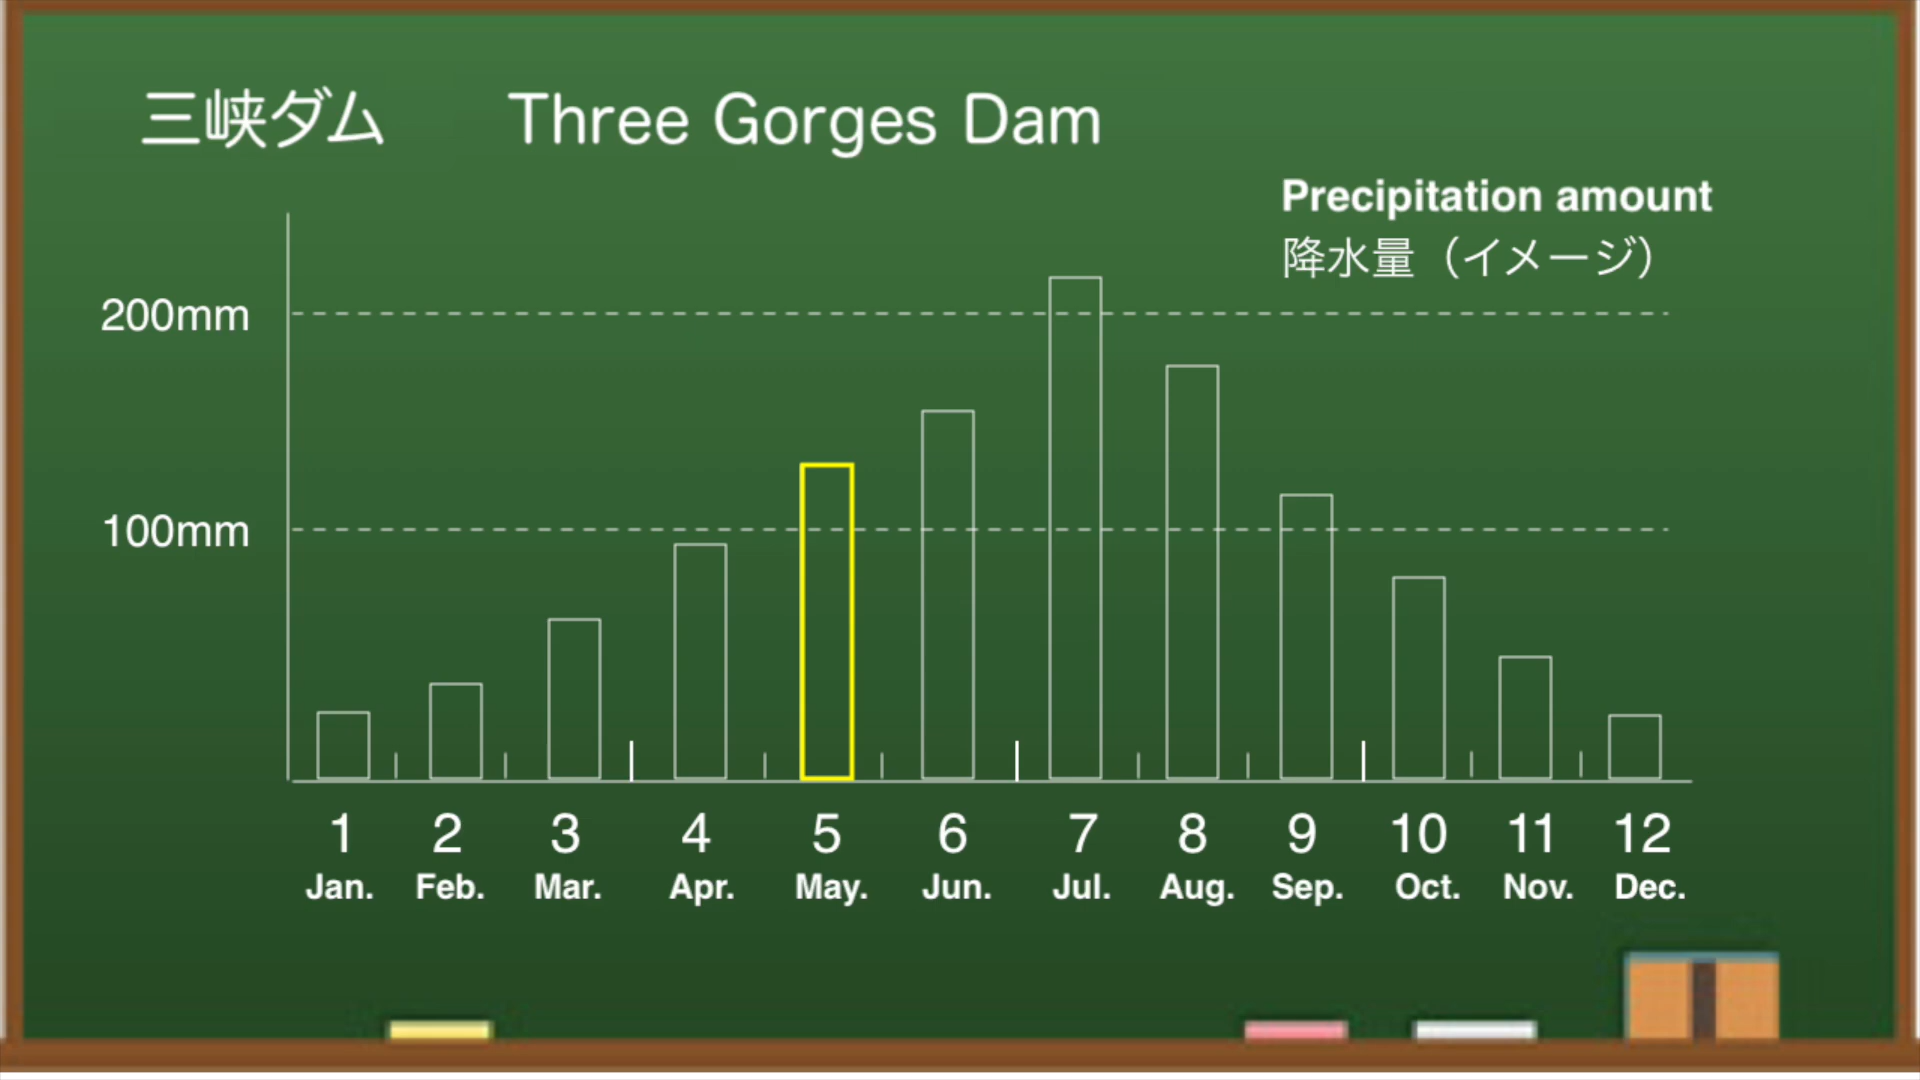 三峡ダム Three Gorges Dam
Precipitation amount
降水量（イメージ）
200mm
100mm
1 2 3 4 5 6 7 8 9 10 11 12
Jan. Feb. Mar. Apr. May. Jun. Jul. Aug. Sep. Oct. Nov. Dec.